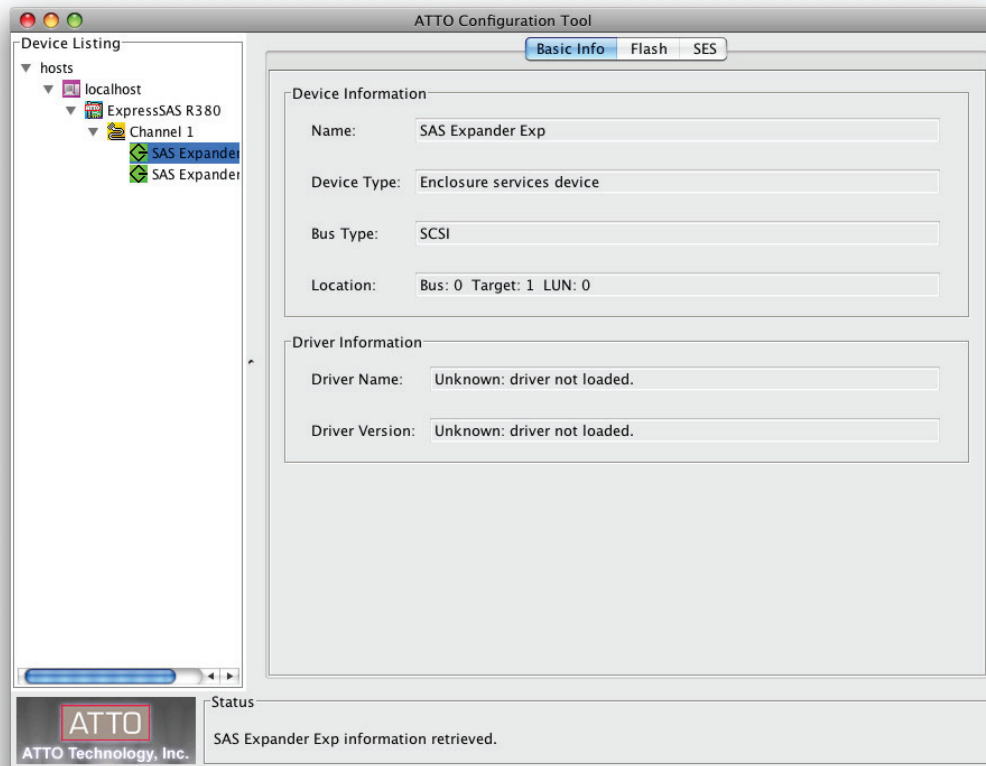 ATTO Configuration Tool
Device Listing
hosts
localhost
ExpressSAS R380
Channel 1
SAS Expander
SAS Expander
Basic Info
Flash
SES
Device Information
Name: SAS Expander Exp
Device Type: Enclosure services device
Bus Type: SCSI
Location: Bus: 0 Target: 1 LUN: 0
Driver Information
Driver Name: Unknown: driver not loaded.
Driver Version: Unknown: driver not loaded.
ATTO
ATTO Technology, Inc.
Status
SAS Expander Exp information retrieved.